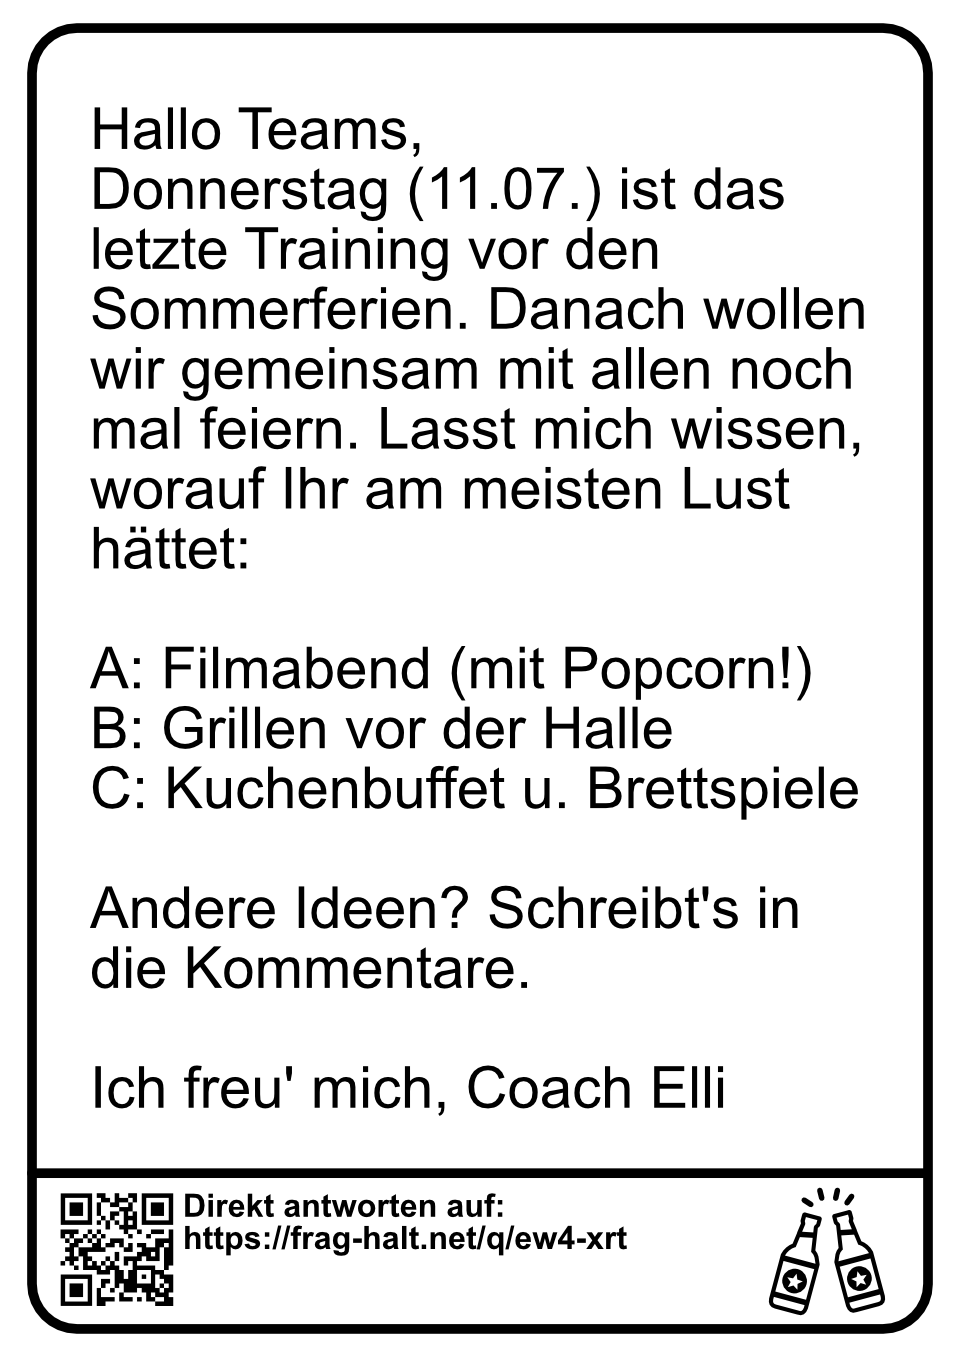 Hallo Teams,
Donnerstag (11.07.) ist das
letzte Training vor den
Sommerferien. Danach wollen
wir gemeinsam mit allen noch
mal feiern. Lasst mich wissen,
worauf Ihr am meisten Lust
hättet:
A: Filmabend (mit Popcorn!)
B: Grillen vor der Halle
C: Kuchenbuffet u. Brettspiele
Andere Ideen? Schreibt's in
die Kommentare.
Ich freu' mich, Coach Elli
Direkt antworten auf:
https://frag-halt.net/q/ew4-xrt